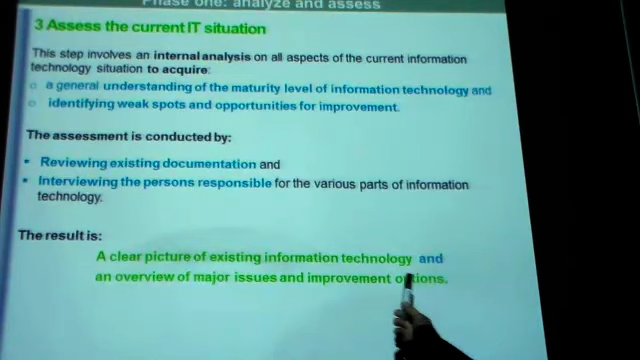 Phase one: analyze and assess
3 Assess the current IT situation
This step involves an internal analysis on all aspects of the current information
technology situation to acquire:
o a general understanding of the maturity level of information technology and
o identifying weak spots and opportunities for improvement.
The assessment is conducted by:
• Reviewing existing documentation and
• Interviewing the persons responsible for the various parts of information
technology.
The result is:
A clear picture of existing information technology and
an overview of major issues and improvement options.